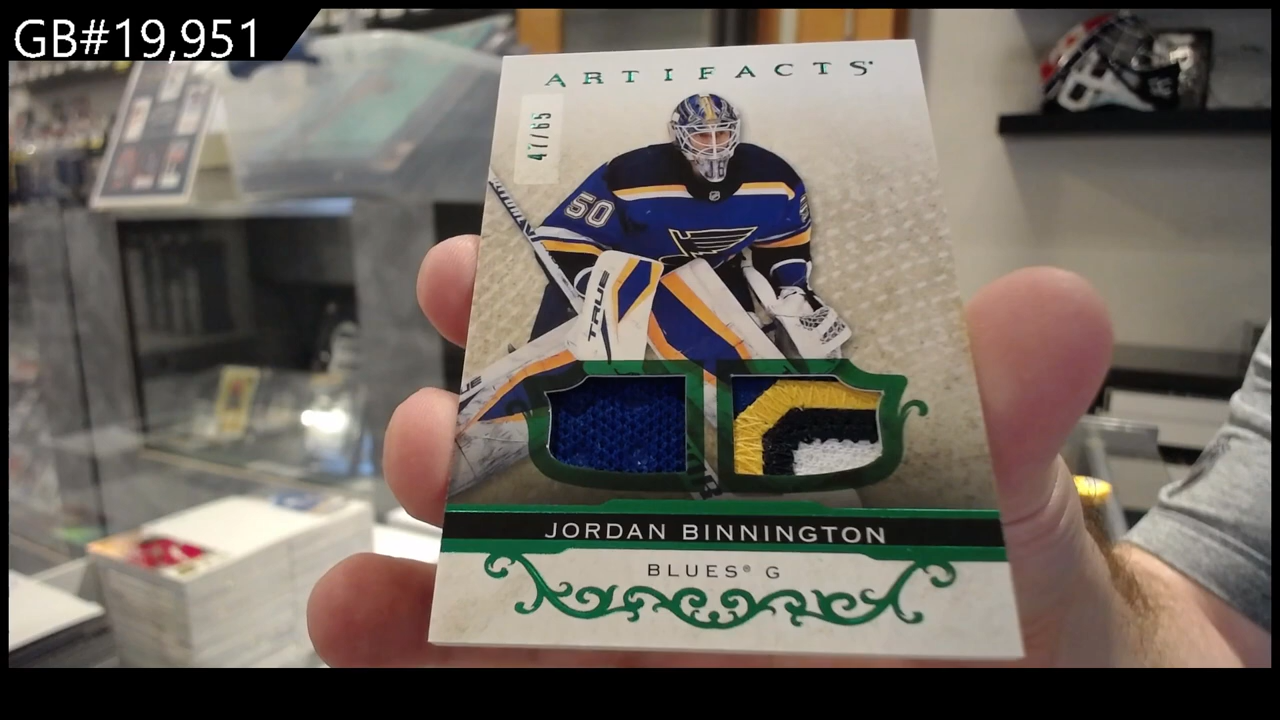 GB#19,951
ARTIFACTS
47/65
50
TRUE
JORDAN BINNINGTON
BLUES® G